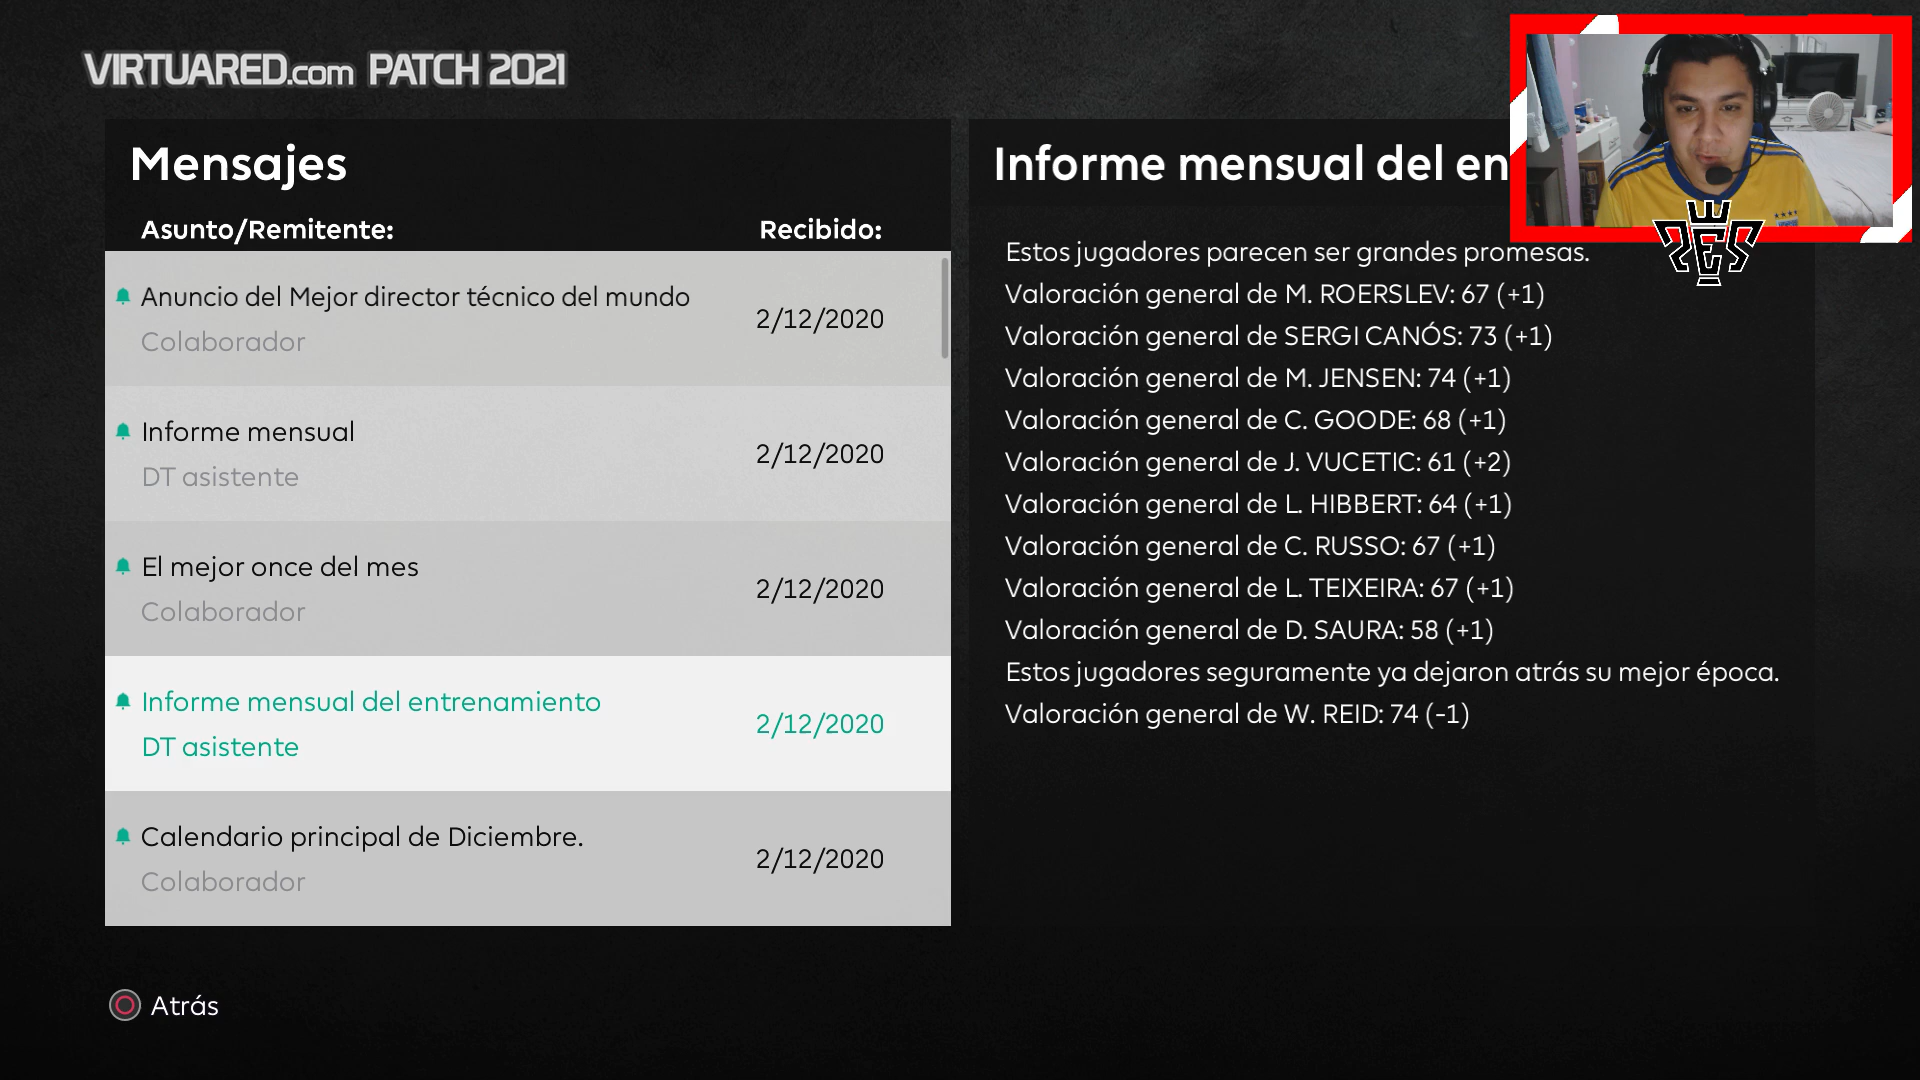 VIRTUARED.com PATCH 2021
Mensajes
Asunto/Remitente: Recibido:
Anuncio del Mejor director técnico del mundo
Colaborador
2/12/2020
Informe mensual
DT asistente
2/12/2020
El mejor once del mes
Colaborador
2/12/2020
Informe mensual del entrenamiento
DT asistente
2/12/2020
Calendario principal de Diciembre.
Colaborador
2/12/2020
Informe mensual del en
Estos jugadores parecen ser grandes promesas.
Valoración general de M. ROERSLEV: 67 (+1)
Valoración general de SERGI CANÓS: 73 (+1)
Valoración general de M. JENSEN: 74 (+1)
Valoración general de C. GOODE: 68 (+1)
Valoración general de J. VUCETIC: 61 (+2)
Valoración general de L. HIBBERT: 64 (+1)
Valoración general de C. RUSSO: 67 (+1)
Valoración general de L. TEIXEIRA: 67 (+1)
Valoración general de D. SAURA: 58 (+1)
Estos jugadores seguramente ya dejaron atrás su mejor época.
Valoración general de W. REID: 74 (-1)
Atrás